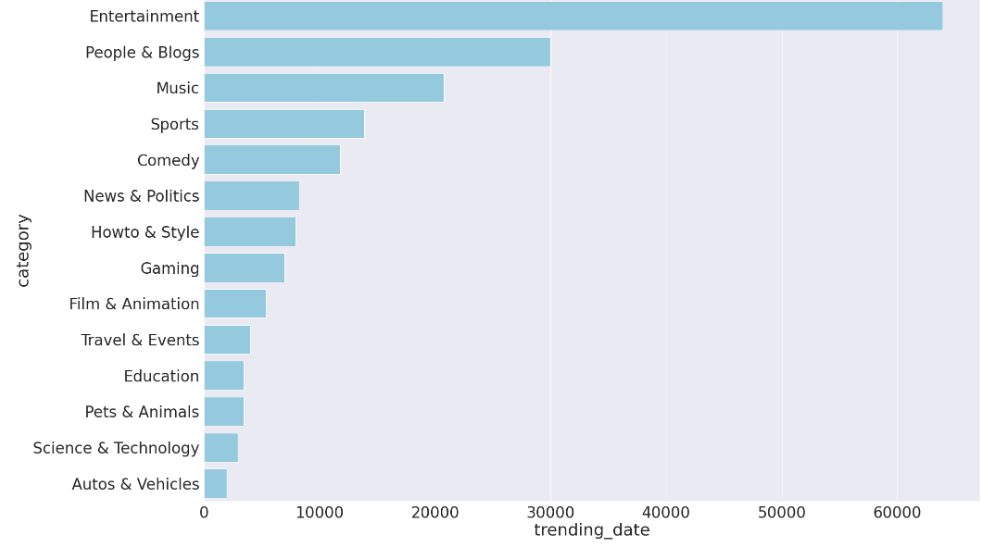 Entertainment
People & Blogs
Music
Sports
Comedy
News & Politics
Howto & Style
Gaming
Film & Animation
Travel & Events
Education
Pets & Animals
Science & Technology
Autos & Vehicles
category
0 10000 20000 30000 40000 50000 60000
trending_date